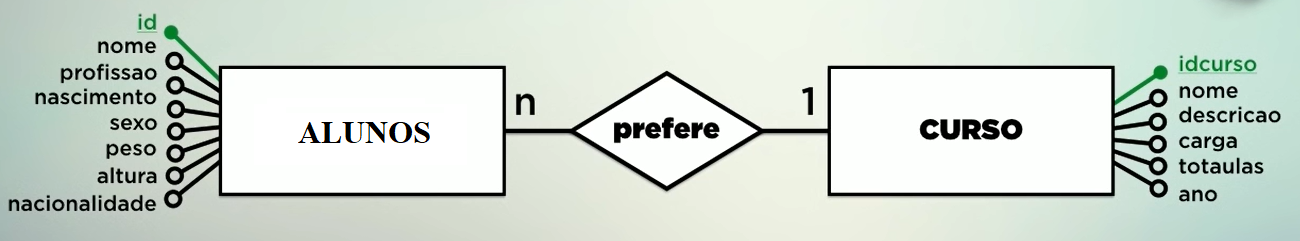 id
nome
profissao
nascimento
sexo
peso
altura
nacionalidade
ALUNOS
n
prefere
1
CURSO
idcurso
nome
descricao
carga
totaulas
ano